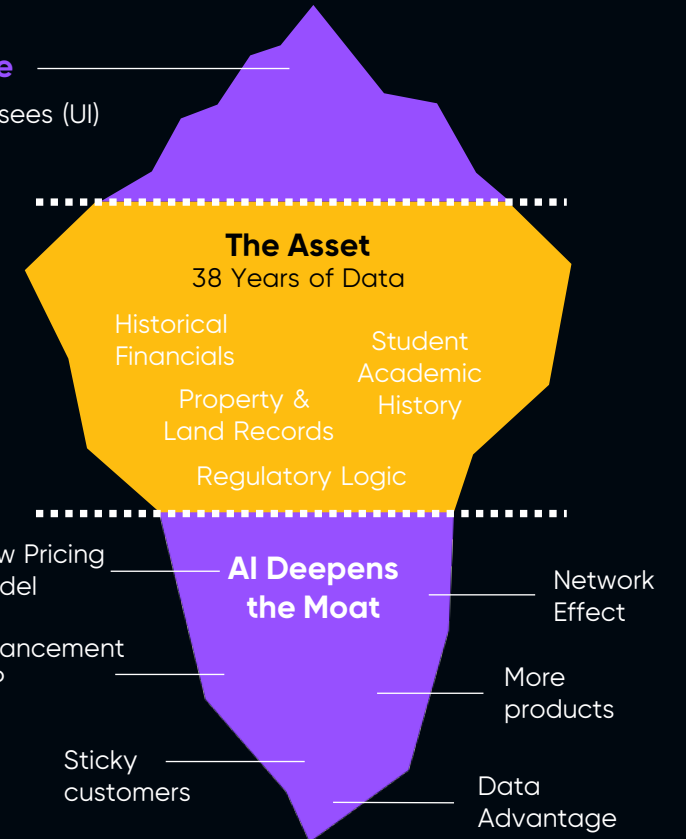 sees (UI)
The Asset
38 Years of Data
Historical
Financials
Student
Academic
History
Property &
Land Records
Regulatory Logic
Pricing
AI Deepens
the Moat
Network
Effect
More
products
Sticky
customers
Data
Advantage